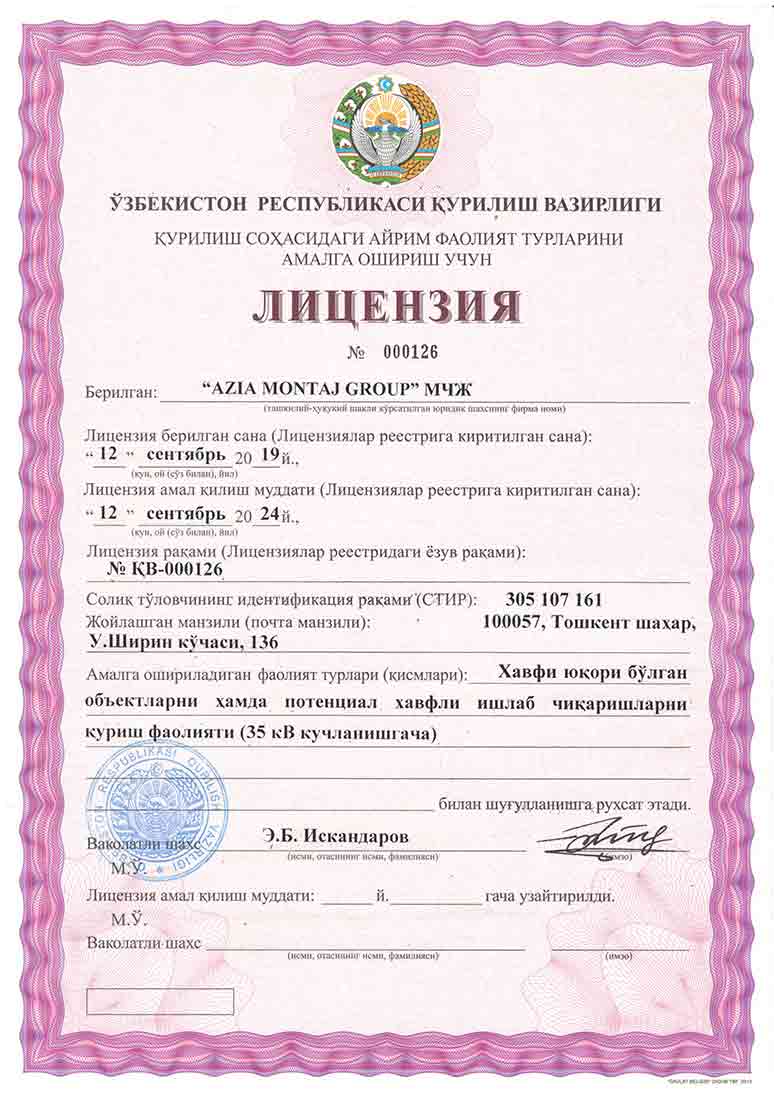 ЎЗБЕКИСТОН РЕСПУБЛИКАСИ ҚУРИЛИШ ВАЗИРЛИГИ
ҚУРИЛИШ СОҲАСИДАГИ АЙРИМ ФАОЛИЯТ ТУРЛАРИНИ
АМАЛГА ОШИРИШ УЧУН
ЛИЦЕНЗИЯ
№ 000126
Берилган: “AZIA MONTAJ GROUP” МЧЖ
(ташкилий-ҳуқуқий шакли кўрсатилган юридик шахснинг фирма номи)
Лицензия берилган сана (Лицензиялар реестрига киритилган сана):
“ 12 ” сентябрь 20 19 й.,
(кун, ой (сўз билан), йил)
Лицензия амал қилиш муддати (Лицензиялар реестрига киритилган сана):
“ 12 ” сентябрь 20 24 й.,
(кун, ой (сўз билан), йил)
Лицензия рақами (Лицензиялар реестридаги ёзув рақами):
№ ҚВ-000126
Солиқ тўловчининг идентификация рақами (СТИР): 305 107 161
Жойлашган манзили (почта манзили): 100057, Тошкент шаҳар,
У.Ширин кўчаси, 136
Амалга ошириладиган фаолият турлари (қисмлари): Хавфи юқори бўлган
объектларни ҳамда потенциал хавфли ишлаб чиқаришларни
қуриш фаолияти (35 кВ кучланишгача)
билан шуғулланишга рухсат этади.
Ваколатли шахс Э.Б. Искандаров
(исми, отасининг исми, фамилияси) (имзо)
М.Ў.
Лицензия амал қилиш муддати: ______ й. __________ гача узайтирилди.
М.Ў.
Ваколатли шахс
(исми, отасининг исми, фамилияси) (имзо)